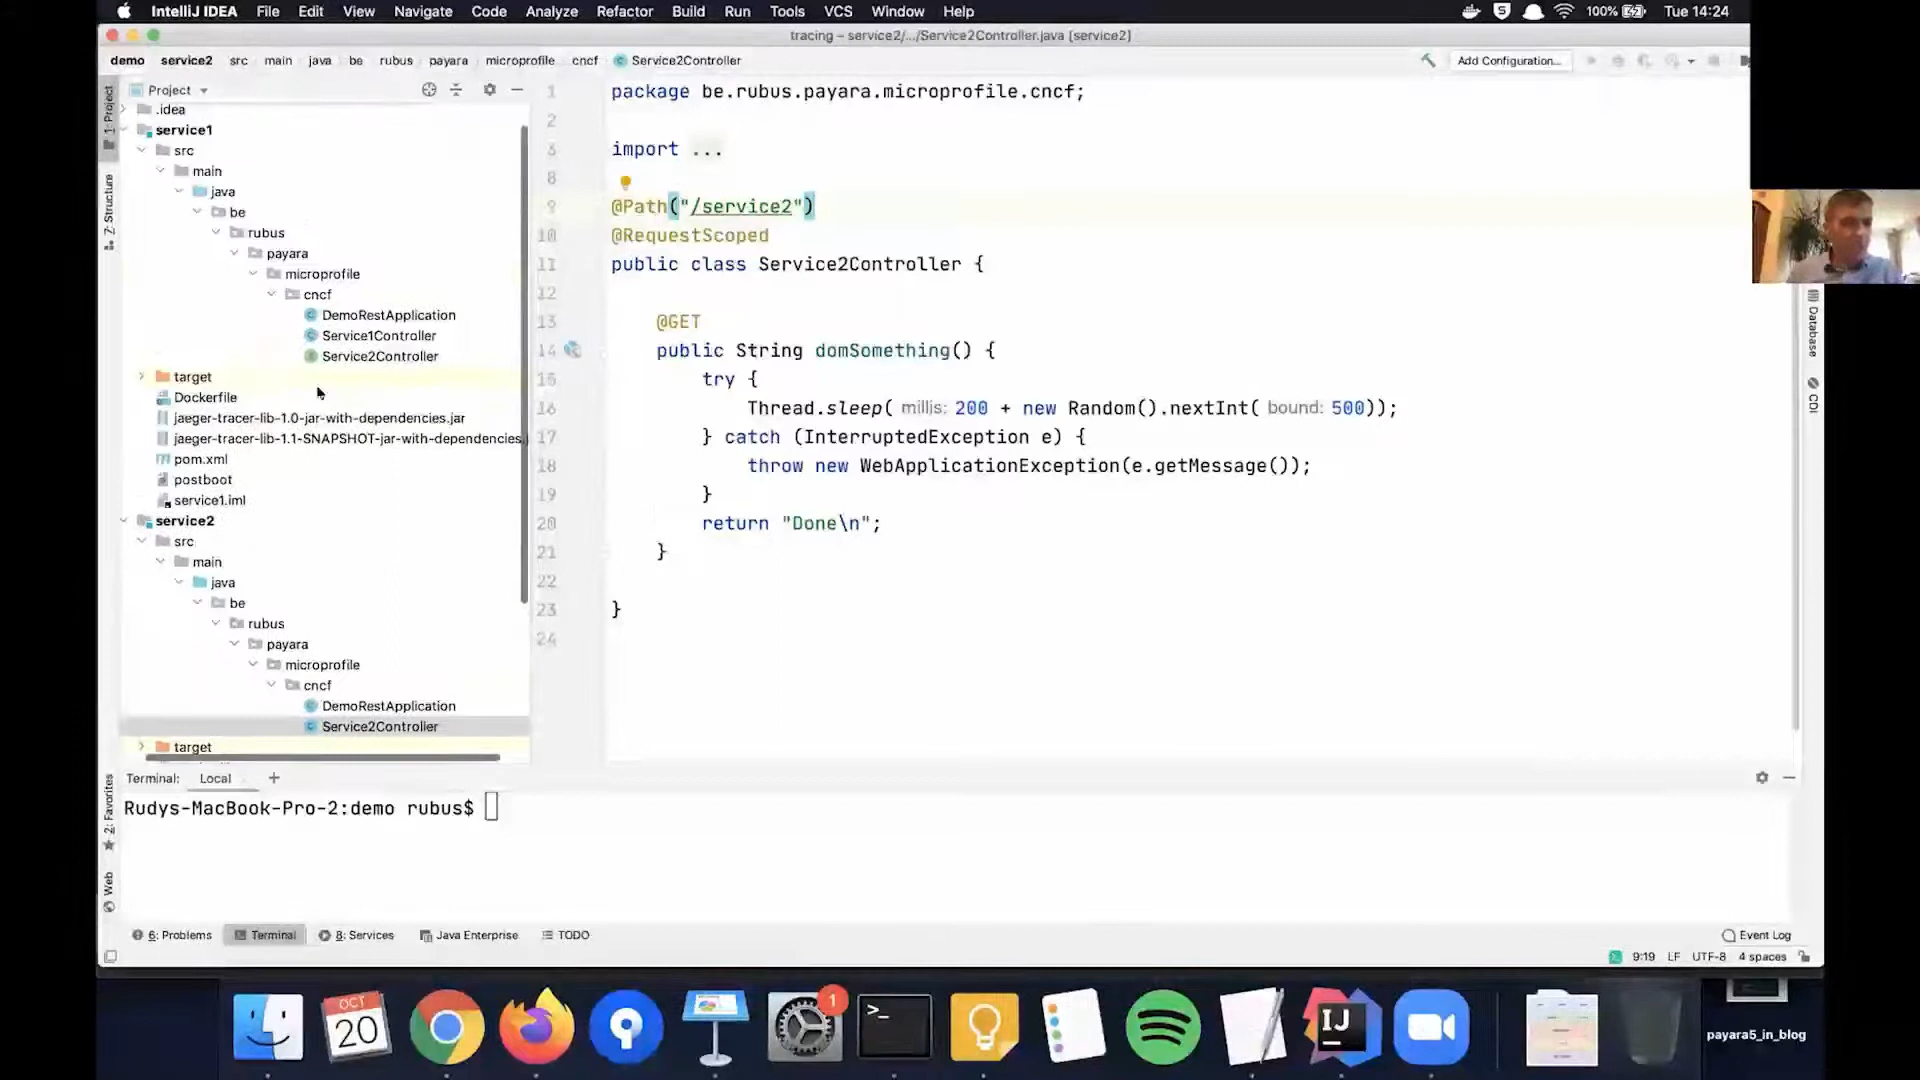 IntelliJ IDEA File Edit View Navigate Code Analyze Refactor Build Run Tools VCS Window Help 100% Tue 14:24
tracing – service2/.../Service2Controller.java [service2]
demo service2 src main java be rubus payara microprofile cncf Service2Controller Add Configuration...
Project
.idea
service1
src
main
java
be
rubus
payara
microprofile
cncf
DemoRestApplication
Service1Controller
Service2Controller
target
Dockerfile
jaeger-tracer-lib-1.0-jar-with-dependencies.jar
jaeger-tracer-lib-1.1-SNAPSHOT-jar-with-dependencies.
pom.xml
postboot
service1.iml
service2
src
main
java
be
rubus
payara
microprofile
cncf
DemoRestApplication
Service2Controller
target
1: Project
Z: Structure
2: Favorites
Web
1 package be.rubus.payara.microprofile.cncf;
2
3 import ...
8
9 @Path("/service2")
10 @RequestScoped
11 public class Service2Controller {
12
13 @GET
14 public String domSomething() {
15 try {
16 Thread.sleep( millis: 200 + new Random().nextInt( bound: 500));
17 } catch (InterruptedException e) {
18 throw new WebApplicationException(e.getMessage());
19 }
20 return "Done\n";
21 }
22
23 }
24
Database
CDI
Terminal: Local +
Rudys-MacBook-Pro-2:demo rubus$
6: Problems Terminal 8: Services Java Enterprise TODO Event Log
9:19 LF UTF-8 4 spaces
OCT
20
1
>_
IJ
payara5_in_blog